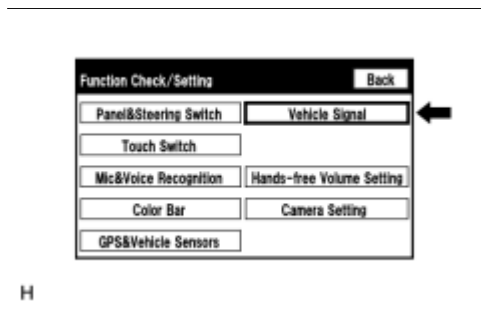 Function Check/Setting Back
Panel&Steering Switch Vehicle Signal
Touch Switch
Mic&Voice Recognition Hands-free Volume Setting
Color Bar Camera Setting
GPS&Vehicle Sensors
H